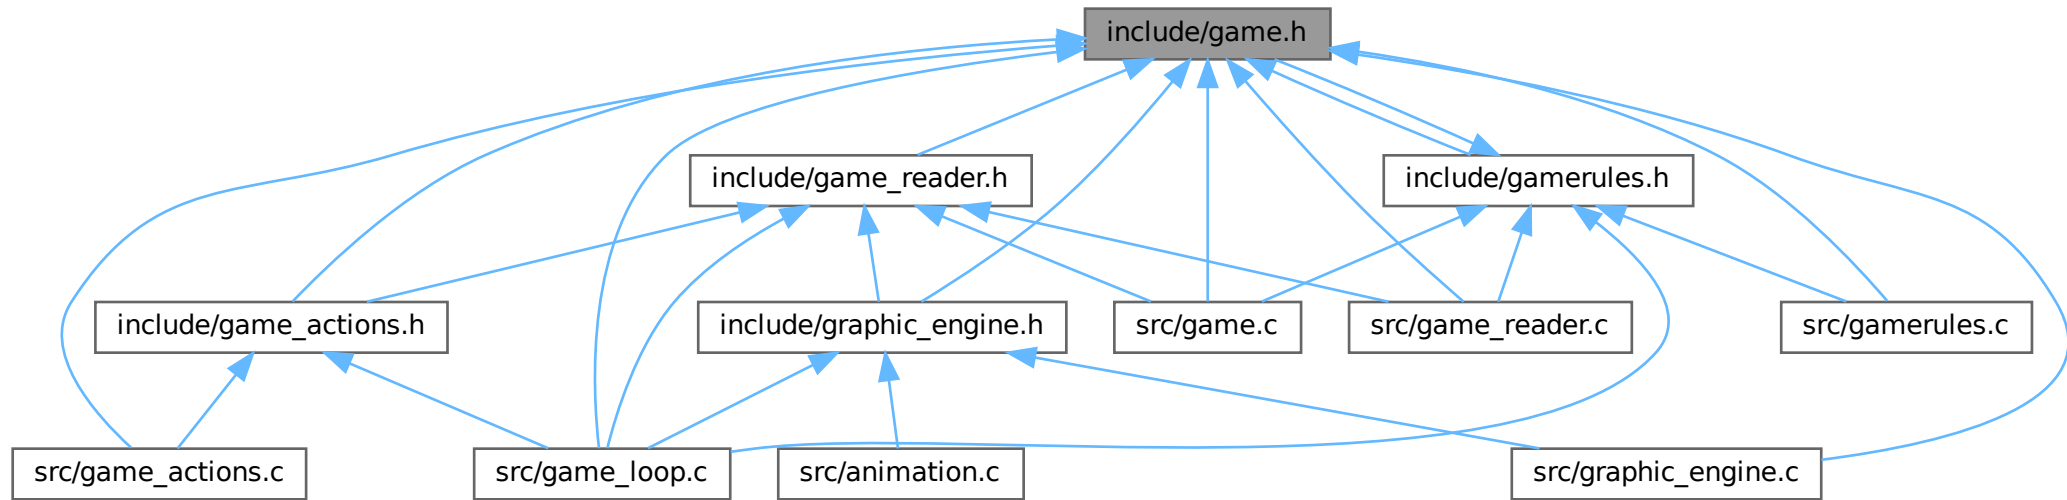 include/game.h
include/game_reader.h
include/gamerules.h
include/game_actions.h
include/graphic_engine.h
src/game.c
src/game_reader.c
src/gamerules.c
src/game_actions.c
src/game_loop.c
src/animation.c
src/graphic_engine.c